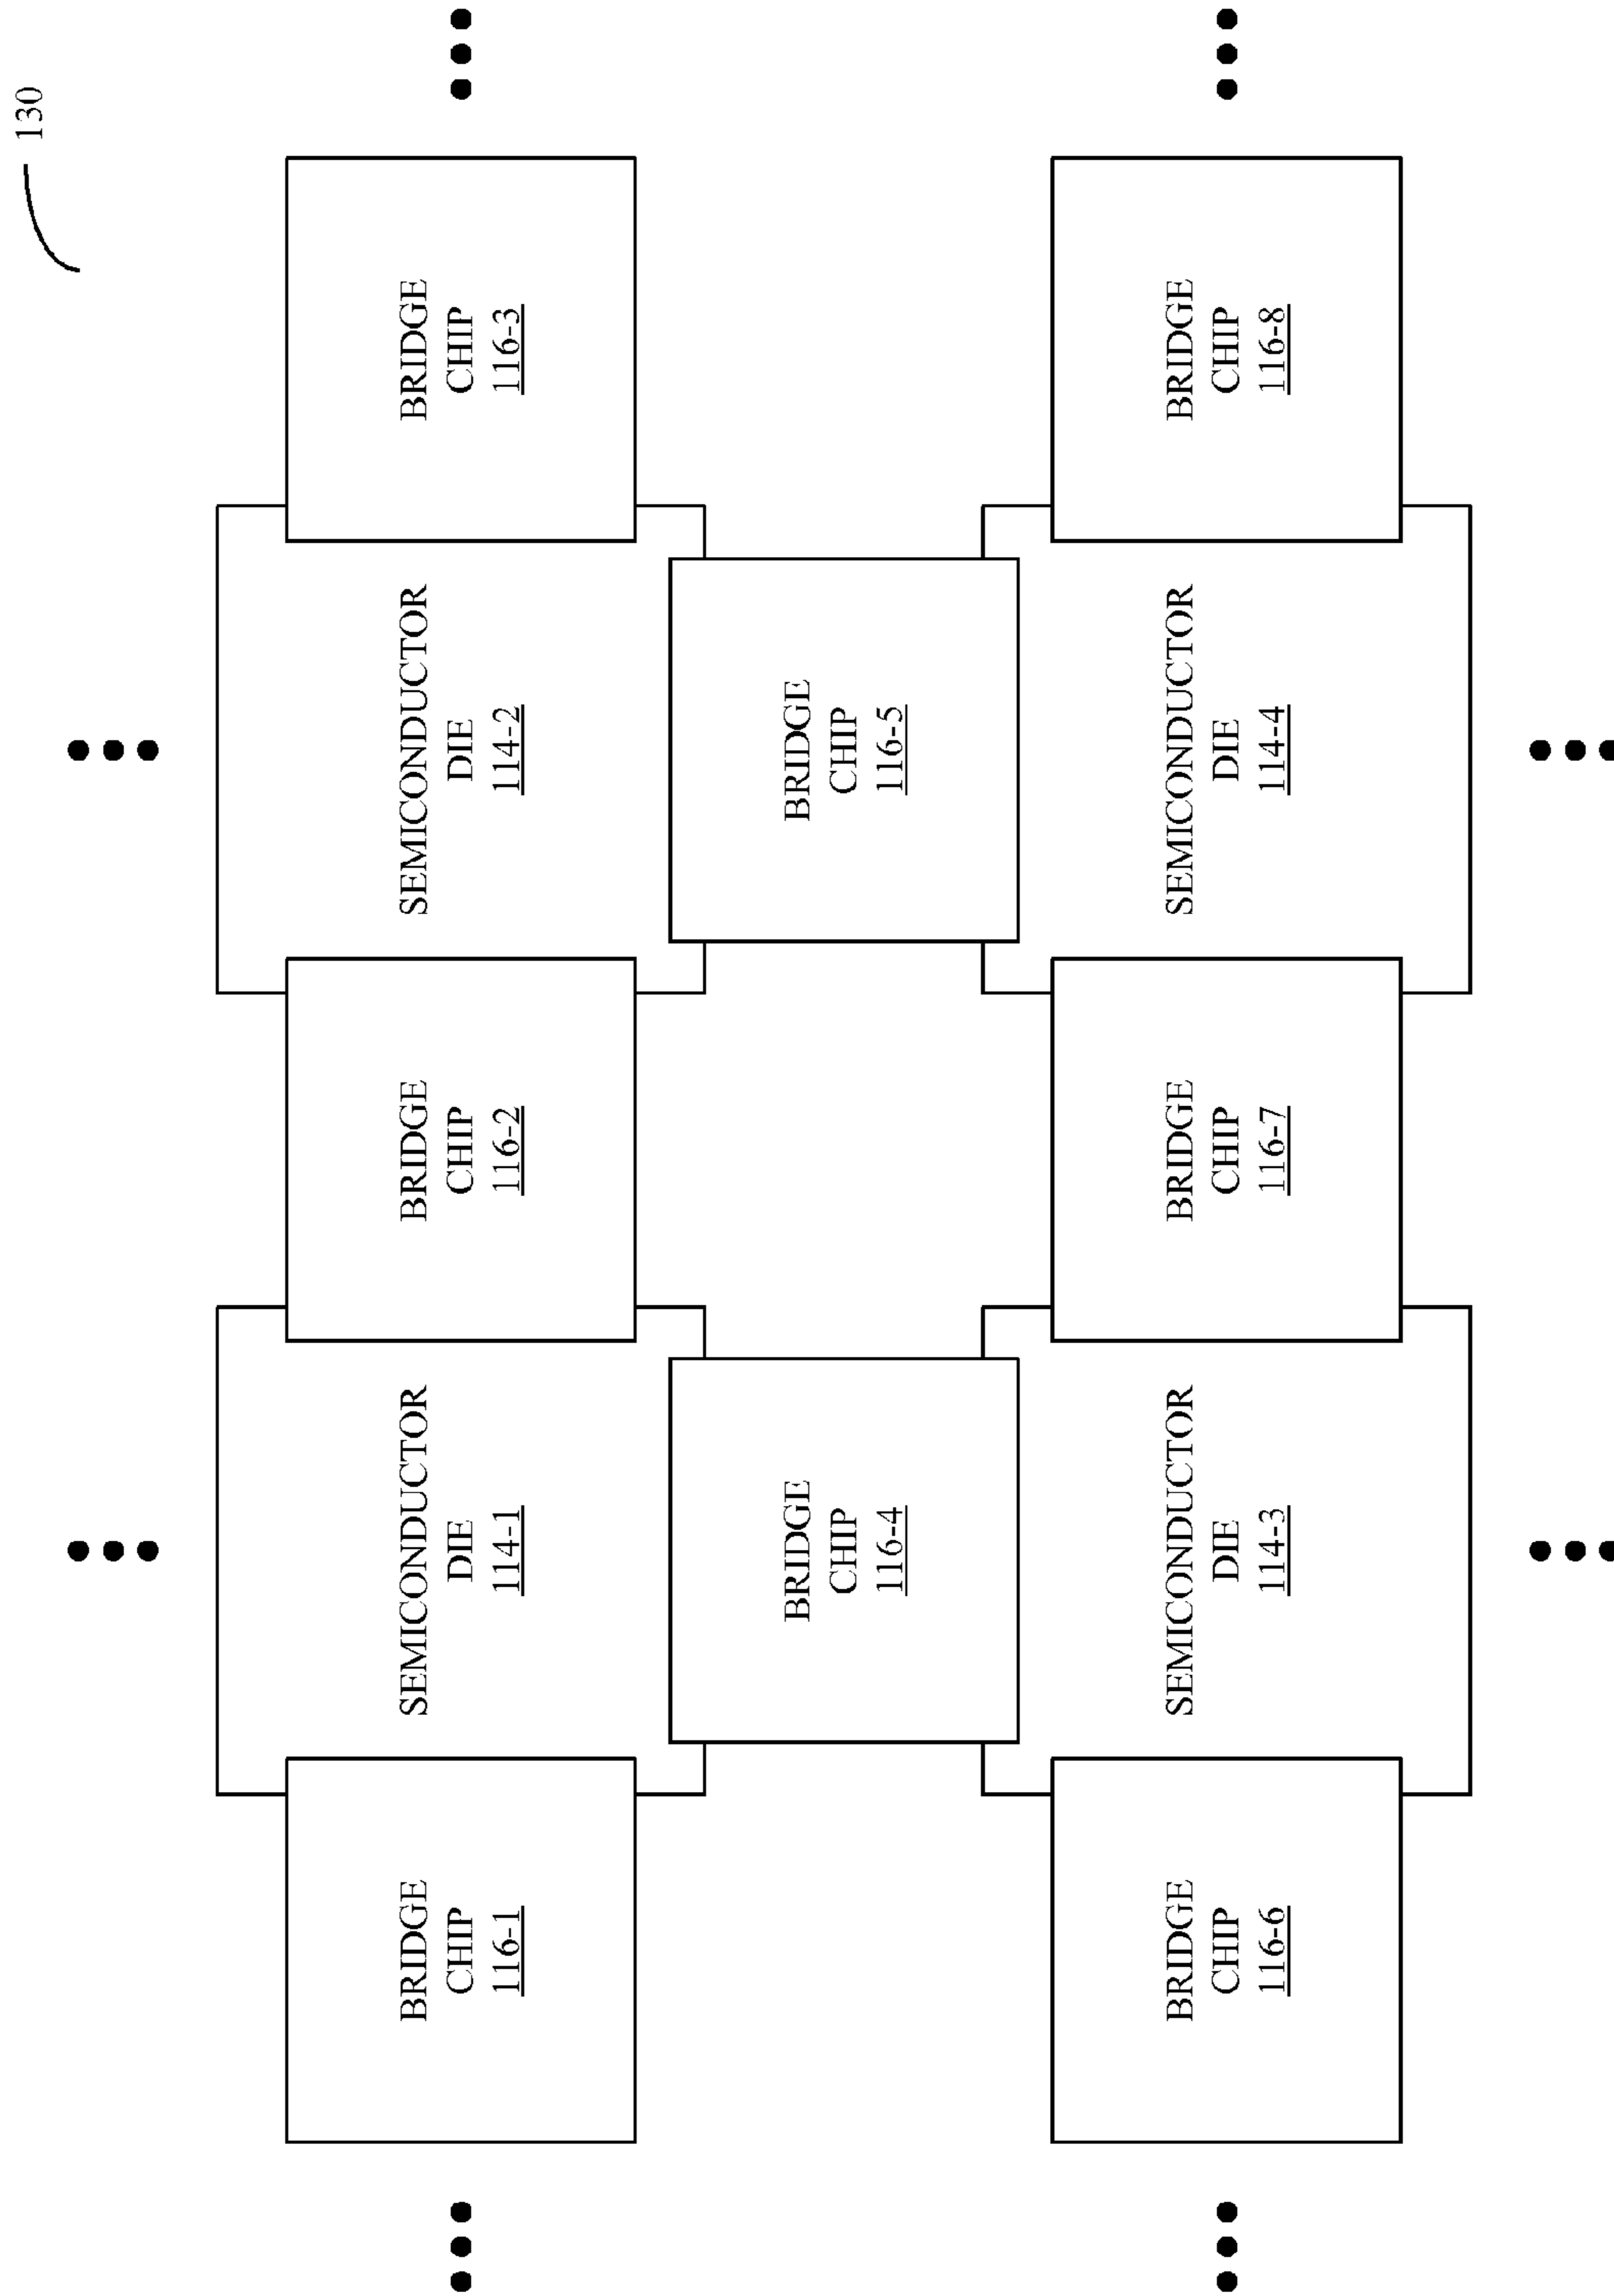 130
BRIDGE
CHIP
116-1
SEMICONDUCTOR
DIE
114-1
BRIDGE
CHIP
116-2
SEMICONDUCTOR
DIE
114-2
BRIDGE
CHIP
116-3
BRIDGE
CHIP
116-4
BRIDGE
CHIP
116-5
BRIDGE
CHIP
116-6
SEMICONDUCTOR
DIE
114-3
BRIDGE
CHIP
116-7
SEMICONDUCTOR
DIE
114-4
BRIDGE
CHIP
116-8